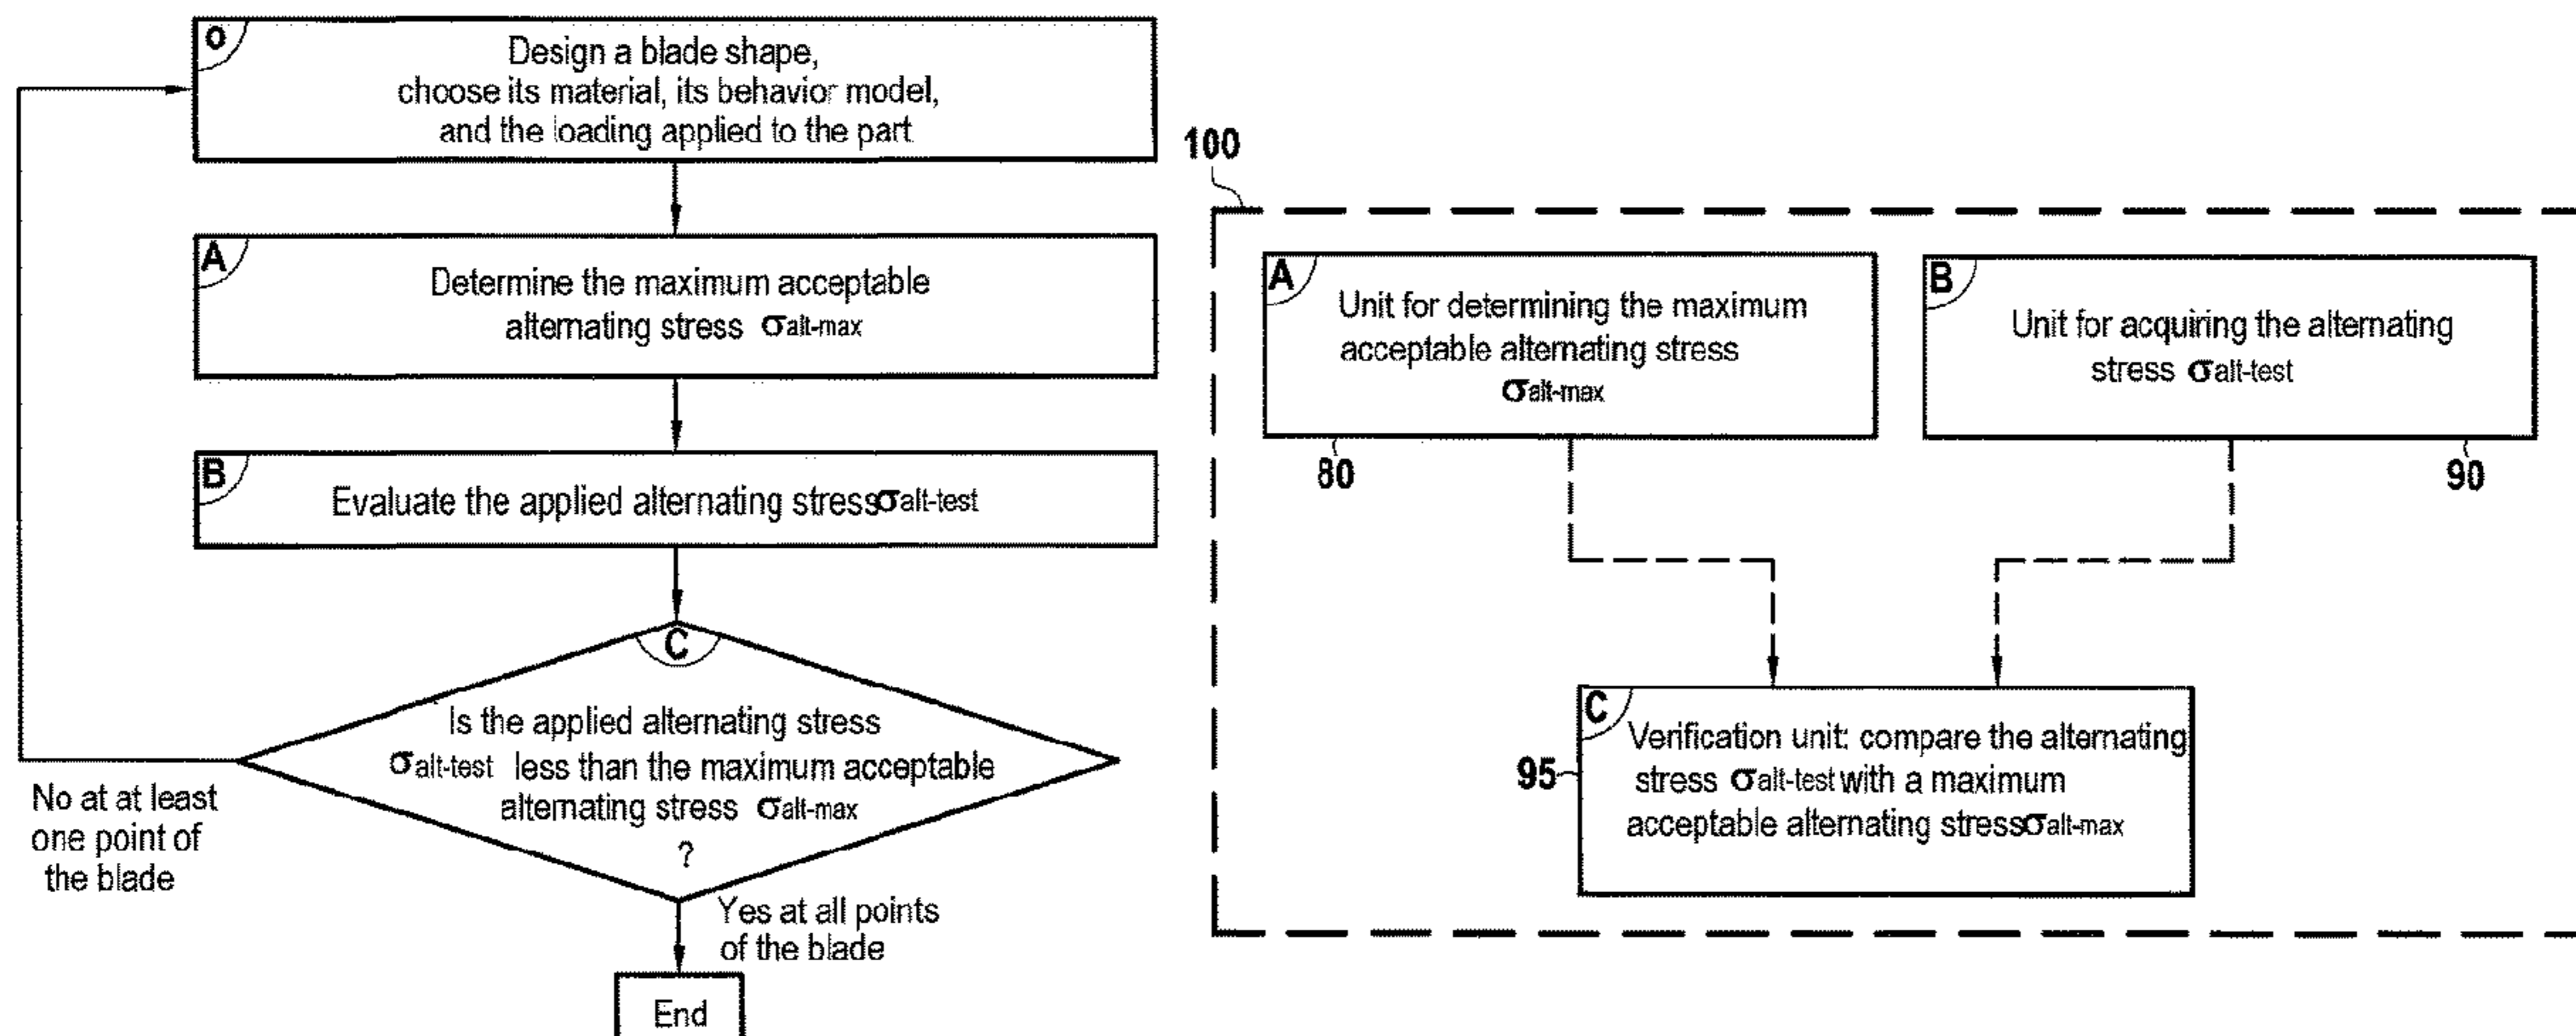 o
Design a blade shape,
choose its material, its behavior model,
and the loading applied to the part
A
Determine the maximum acceptable
alternating stress σalt-max
B
Evaluate the applied alternating stressσalt-test
C
Is the applied alternating stress
σalt-test less than the maximum acceptable
alternating stress σalt-max
?
No at at least
one point of
the blade
Yes at all points
of the blade
End
100
A
Unit for determining the maximum
acceptable alternating stress
σalt-max
80
B
Unit for acquiring the alternating
stress σalt-test
90
C
Verification unit: compare the alternating
stress σalt-test with a maximum
acceptable alternating stressσalt-max
95